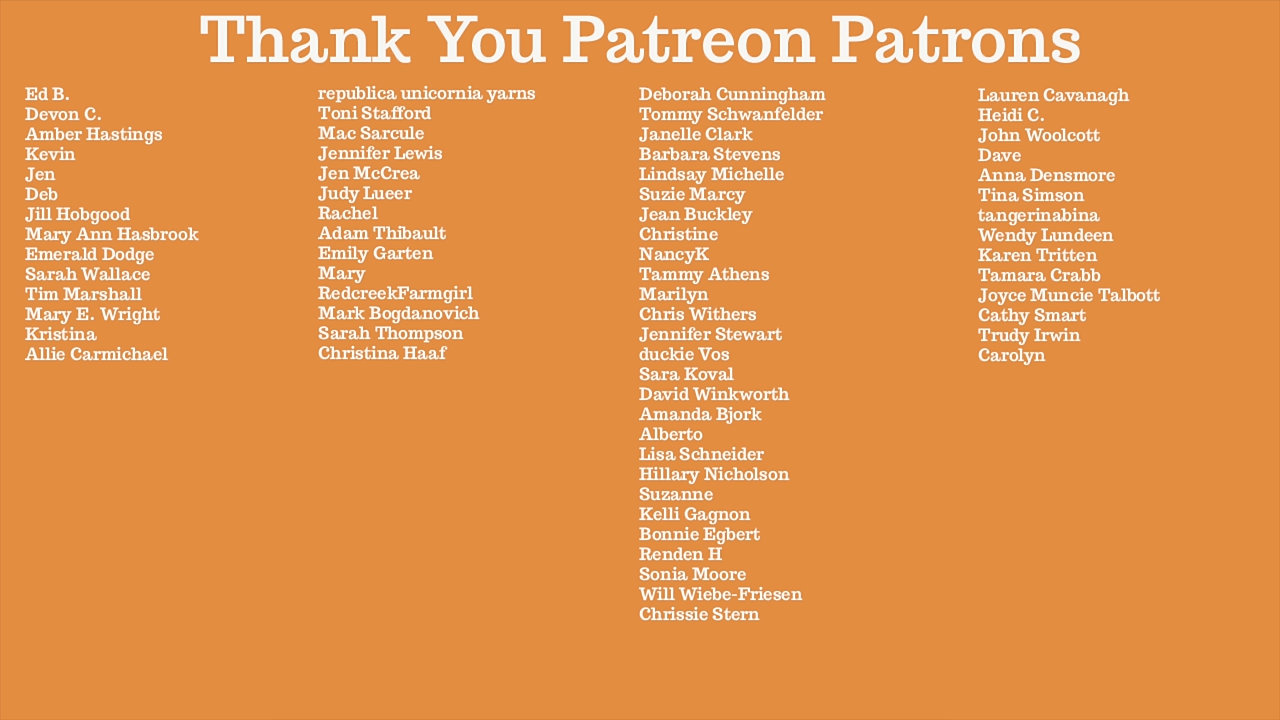 Thank You Patreon Patrons
Ed B.
Devon C.
Amber Hastings
Kevin
Jen
Deb
Jill Hobgood
Mary Ann Hasbrook
Emerald Dodge
Sarah Wallace
Tim Marshall
Mary E. Wright
Kristina
Allie Carmichael
republica unicornia yarns
Toni Stafford
Mac Sarcule
Jennifer Lewis
Jen McCrea
Judy Lueer
Rachel
Adam Thibault
Emily Garten
Mary
RedcreekFarmgirl
Mark Bogdanovich
Sarah Thompson
Christina Haaf
Deborah Cunningham
Tommy Schwanfelder
Janelle Clark
Barbara Stevens
Lindsay Michelle
Suzie Marcy
Jean Buckley
Christine
NancyK
Tammy Athens
Marilyn
Chris Withers
Jennifer Stewart
duckie Vos
Sara Koval
David Winkworth
Amanda Bjork
Alberto
Lisa Schneider
Hillary Nicholson
Suzanne
Kelli Gagnon
Bonnie Egbert
Renden H
Sonia Moore
Will Wiebe-Friesen
Chrissie Stern
Lauren Cavanagh
Heidi C.
John Woolcott
Dave
Anna Densmore
Tina Simson
tangerinabina
Wendy Lundeen
Karen Tritten
Tamara Crabb
Joyce Muncie Talbott
Cathy Smart
Trudy Irwin
Carolyn